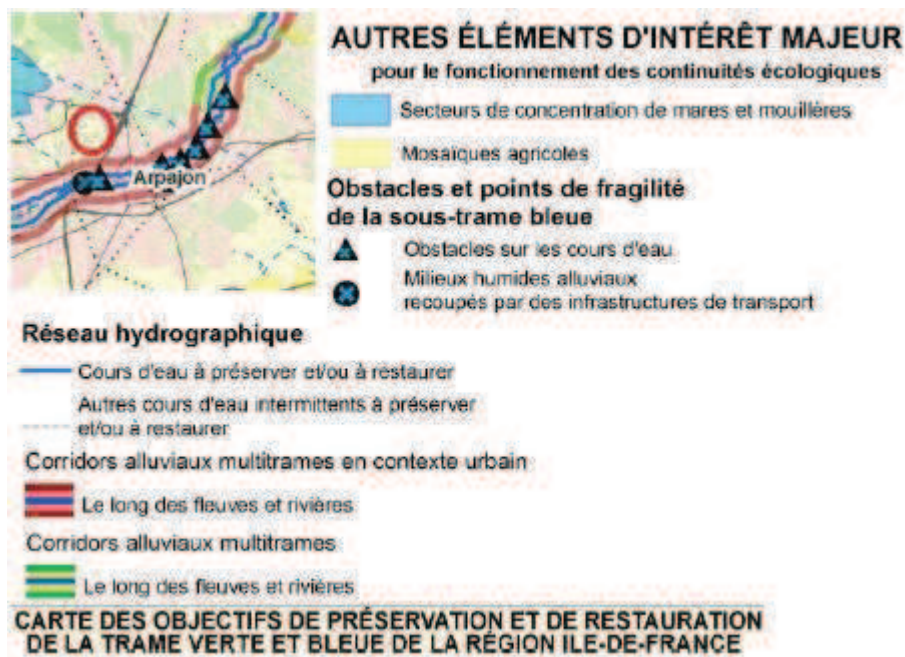 AUTRES ÉLÉMENTS D'INTÉRÊT MAJEUR
pour le fonctionnement des continuités écologiques
Secteurs de concentration de mares et mouillères
Mosaïques agricoles
Obstacles et points de fragilité
de la sous-trame bleue
Obstacles sur les cours d'eau
Milieux humides alluviaux
recoupés par des infrastructures de transport
Arpajon
Réseau hydrographique
Cours d'eau à préserver et/ou à restaurer
Autres cours d'eau intermittents à préserver
et/ou à restaurer
Corridors alluviaux multitrames en contexte urbain
Le long des fleuves et rivières
Corridors alluviaux multitrames
Le long des fleuves et rivières
CARTE DES OBJECTIFS DE PRÉSERVATION ET DE RESTAURATION
DE LA TRAME VERTE ET BLEUE DE LA RÉGION ILE-DE-FRANCE